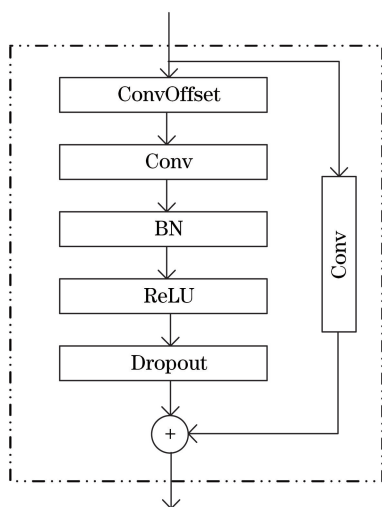 ConvOffset
Conv
BN
Conv
ReLU
Dropout
+